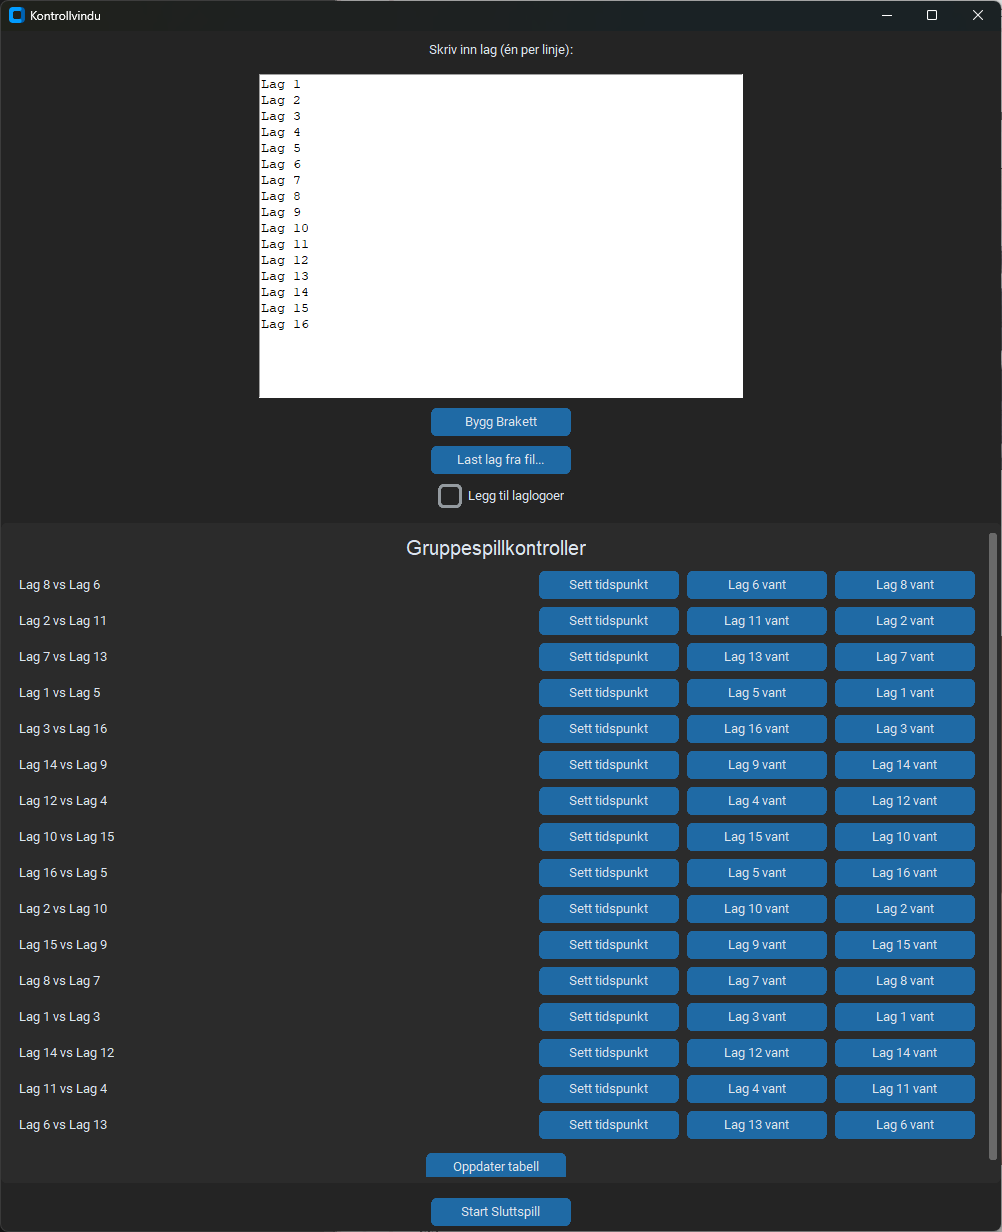 Kontrollvindu
Skriv inn lag (én per linje):
Lag 1
Lag 2
Lag 3
Lag 4
Lag 5
Lag 6
Lag 7
Lag 8
Lag 9
Lag 10
Lag 11
Lag 12
Lag 13
Lag 14
Lag 15
Lag 16
Bygg Brakett
Last lag fra fil...
Legg til laglogoer
Gruppespillkontroller
Lag 8 vs Lag 6 Sett tidspunkt Lag 6 vant Lag 8 vant
Lag 2 vs Lag 11 Sett tidspunkt Lag 11 vant Lag 2 vant
Lag 7 vs Lag 13 Sett tidspunkt Lag 13 vant Lag 7 vant
Lag 1 vs Lag 5 Sett tidspunkt Lag 5 vant Lag 1 vant
Lag 3 vs Lag 16 Sett tidspunkt Lag 16 vant Lag 3 vant
Lag 14 vs Lag 9 Sett tidspunkt Lag 9 vant Lag 14 vant
Lag 12 vs Lag 4 Sett tidspunkt Lag 4 vant Lag 12 vant
Lag 10 vs Lag 15 Sett tidspunkt Lag 15 vant Lag 10 vant
Lag 16 vs Lag 5 Sett tidspunkt Lag 5 vant Lag 16 vant
Lag 2 vs Lag 10 Sett tidspunkt Lag 10 vant Lag 2 vant
Lag 15 vs Lag 9 Sett tidspunkt Lag 9 vant Lag 15 vant
Lag 8 vs Lag 7 Sett tidspunkt Lag 7 vant Lag 8 vant
Lag 1 vs Lag 3 Sett tidspunkt Lag 3 vant Lag 1 vant
Lag 14 vs Lag 12 Sett tidspunkt Lag 12 vant Lag 14 vant
Lag 11 vs Lag 4 Sett tidspunkt Lag 4 vant Lag 11 vant
Lag 6 vs Lag 13 Sett tidspunkt Lag 13 vant Lag 6 vant
Oppdater tabell
Start Sluttspill